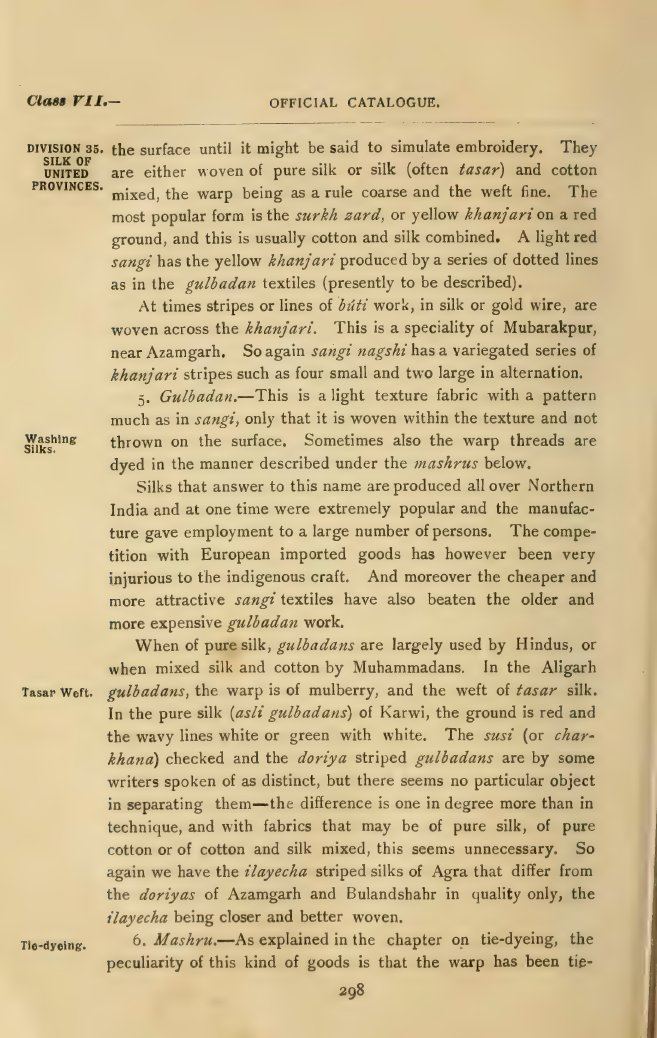 Class VII.—
OFFICIAL CATALOGUE.
DIVISION 35.
SILK OF
UNITED
PROVINCES.
the surface until it might be said to simulate embroidery. They
are either woven of pure silk or silk (often tasar) and cotton
mixed, the warp being as a rule coarse and the weft fine. The
most popular form is the surkh zard, or yellow khanjari on a red
ground, and this is usually cotton and silk combined. A light red
sangi has the yellow khanjari produced by a series of dotted lines
as in the gulbadan textiles (presently to be described).
At times stripes or lines of búti work, in silk or gold wire, are
woven across the khanjari. This is a speciality of Mubarakpur,
near Azamgarh. So again sangi nagshi has a variegated series of
khanjari stripes such as four small and two large in alternation.
5. Gulbadan.—This is a light texture fabric with a pattern
much as in sangi, only that it is woven within the texture and not
Washing
Silks.
thrown on the surface. Sometimes also the warp threads are
dyed in the manner described under the mashrus below.
Silks that answer to this name are produced all over Northern
India and at one time were extremely popular and the manufac-
ture gave employment to a large number of persons. The compe-
tition with European imported goods has however been very
injurious to the indigenous craft. And moreover the cheaper and
more attractive sangi textiles have also beaten the older and
more expensive gulbadan work.
When of pure silk, gulbadans are largely used by Hindus, or
when mixed silk and cotton by Muhammadans. In the Aligarh
Tasar Weft.
gulbadans, the warp is of mulberry, and the weft of tasar silk.
In the pure silk (asli gulbadans) of Karwi, the ground is red and
the wavy lines white or green with white. The susi (or char-
khana) checked and the doriya striped gulbadans are by some
writers spoken of as distinct, but there seems no particular object
in separating them—the difference is one in degree more than in
technique, and with fabrics that may be of pure silk, of pure
cotton or of cotton and silk mixed, this seems unnecessary. So
again we have the ilayecha striped silks of Agra that differ from
the doriyas of Azamgarh and Bulandshahr in quality only, the
ilayecha being closer and better woven.
Tie-dyeing.
6. Mashru.—As explained in the chapter on tie-dyeing, the
peculiarity of this kind of goods is that the warp has been tie-
298